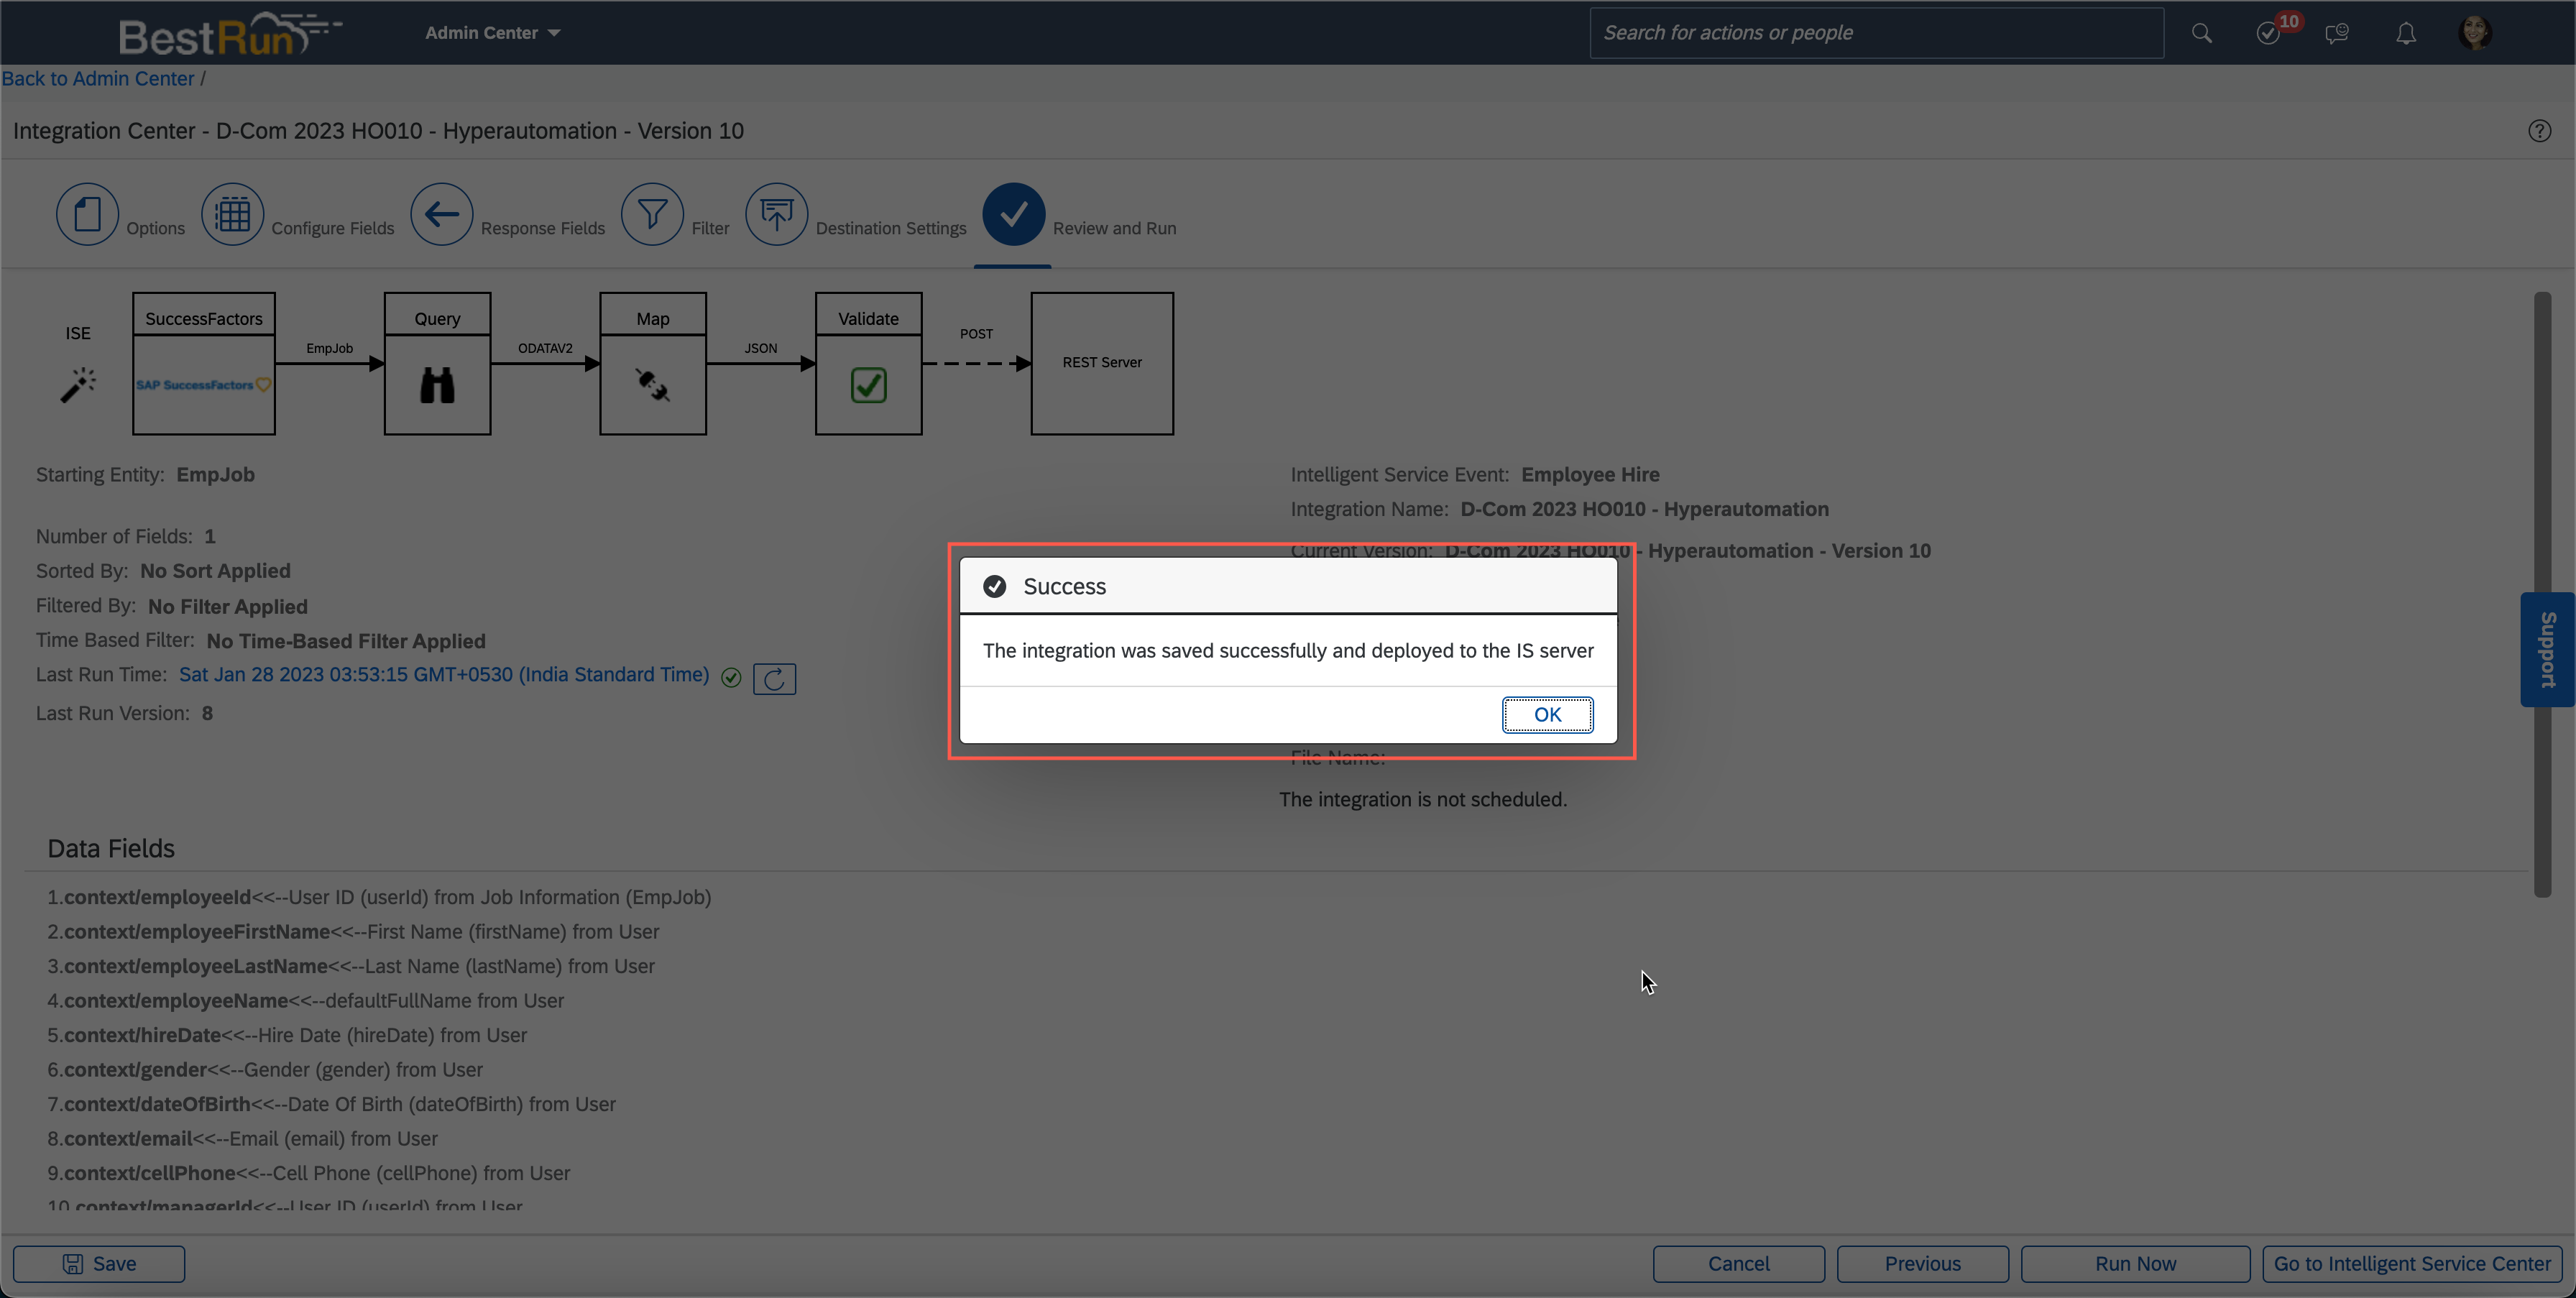 BestRun
Admin Center
Search for actions or people
10
Back to Admin Center /
Integration Center - D-Com 2023 HO010 - Hyperautomation - Version 10
Options
Configure Fields
Response Fields
Filter
Destination Settings
Review and Run
ISE
SuccessFactors
SAP SuccessFactors
EmpJob
Query
ODATAV2
Map
JSON
Validate
POST
REST Server
Starting Entity: EmpJob
Number of Fields: 1
Sorted By: No Sort Applied
Filtered By: No Filter Applied
Time Based Filter: No Time-Based Filter Applied
Last Run Time: Sat Jan 28 2023 03:53:15 GMT+0530 (India Standard Time)
Last Run Version: 8
Intelligent Service Event: Employee Hire
Integration Name: D-Com 2023 HO010 - Hyperautomation
Current Version: D-Com 2023 HO010 - Hyperautomation - Version 10
Success
The integration was saved successfully and deployed to the IS server
OK
File Name:
The integration is not scheduled.
Support
Data Fields
1.context/employeeId<<--User ID (userId) from Job Information (EmpJob)
2.context/employeeFirstName<<--First Name (firstName) from User
3.context/employeeLastName<<--Last Name (lastName) from User
4.context/employeeName<<--defaultFullName from User
5.context/hireDate<<--Hire Date (hireDate) from User
6.context/gender<<--Gender (gender) from User
7.context/dateOfBirth<<--Date Of Birth (dateOfBirth) from User
8.context/email<<--Email (email) from User
9.context/cellPhone<<--Cell Phone (cellPhone) from User
10.context/managerId<<--User ID (userId) from User
Save
Cancel
Previous
Run Now
Go to Intelligent Service Center